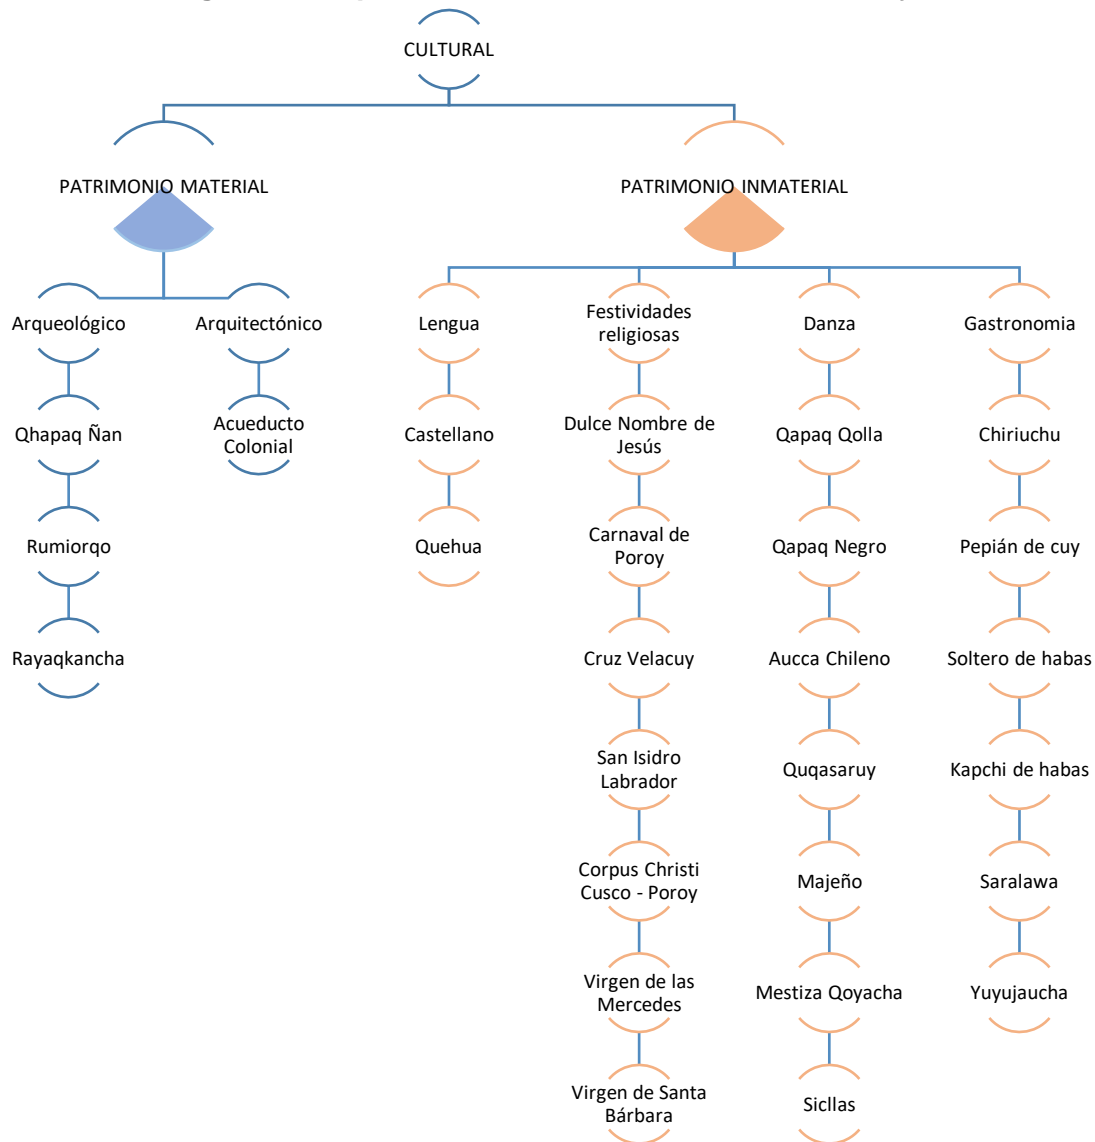 CULTURAL
PATRIMONIO MATERIAL
PATRIMONIO INMATERIAL
Arqueológico
Arquitectónico
Lengua
Festividades
religiosas
Danza
Gastronomia
Qhapaq Ñan
Acueducto
Colonial
Castellano
Dulce Nombre de
Jesús
Qapaq Qolla
Chiriuchu
Rumiorqo
Quehua
Carnaval de
Poroy
Qapaq Negro
Pepián de cuy
Rayaqkancha
Cruz Velacuy
Aucca Chileno
Soltero de habas
San Isidro
Labrador
Quqasaruy
Kapchi de habas
Corpus Christi
Cusco - Poroy
Majeño
Saralawa
Virgen de las
Mercedes
Mestiza Qoyacha
Yuyujaucha
Virgen de Santa
Bárbara
Sicllas